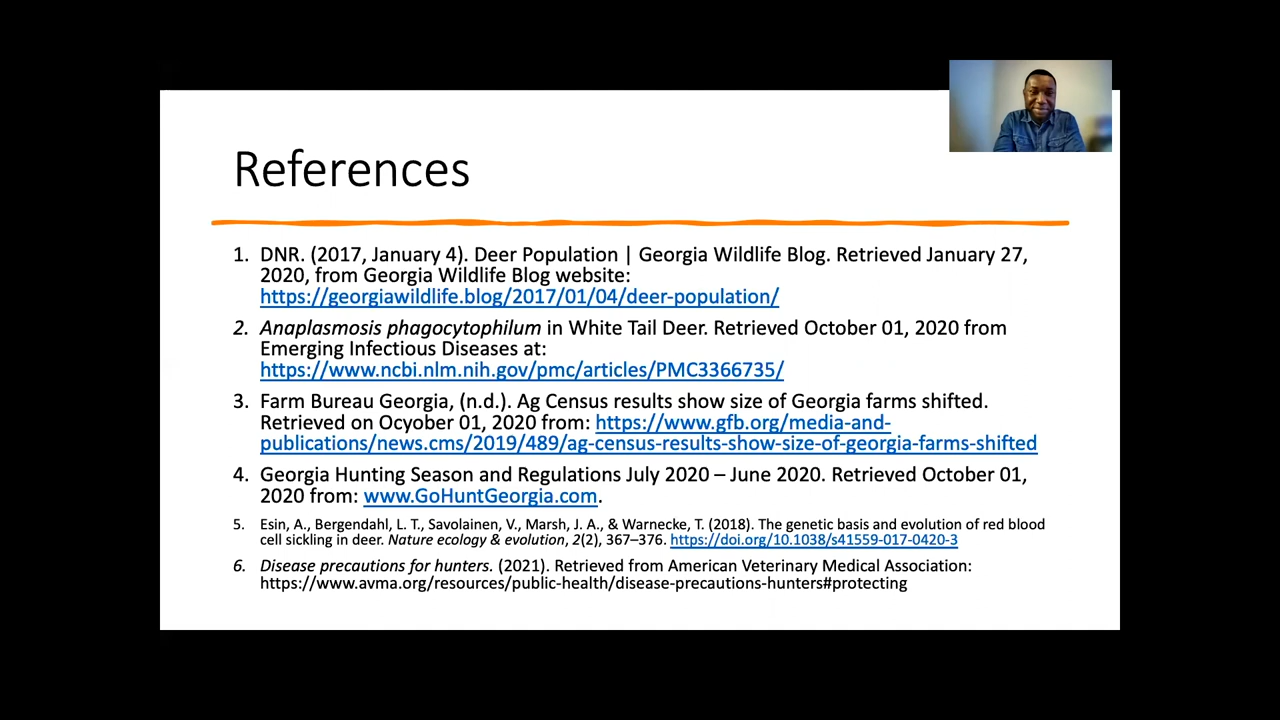 References
1. DNR. (2017, January 4). Deer Population | Georgia Wildlife Blog. Retrieved January 27,
2020, from Georgia Wildlife Blog website:
https://georgiawildlife.blog/2017/01/04/deer-population/
2. Anaplasmosis phagocytophilum in White Tail Deer. Retrieved October 01, 2020 from
Emerging Infectious Diseases at:
https://www.ncbi.nlm.nih.gov/pmc/articles/PMC3366735/
3. Farm Bureau Georgia, (n.d.). Ag Census results show size of Georgia farms shifted.
Retrieved on Ocyober 01, 2020 from: https://www.gfb.org/media-and-
publications/news.cms/2019/489/ag-census-results-show-size-of-georgia-farms-shifted
4. Georgia Hunting Season and Regulations July 2020 – June 2020. Retrieved October 01,
2020 from: www.GoHuntGeorgia.com.
5. Esin, A., Bergendahl, L. T., Savolainen, V., Marsh, J. A., & Warnecke, T. (2018). The genetic basis and evolution of red blood
cell sickling in deer. Nature ecology & evolution, 2(2), 367–376. https://doi.org/10.1038/s41559-017-0420-3
6. Disease precautions for hunters. (2021). Retrieved from American Veterinary Medical Association:
https://www.avma.org/resources/public-health/disease-precautions-hunters#protecting